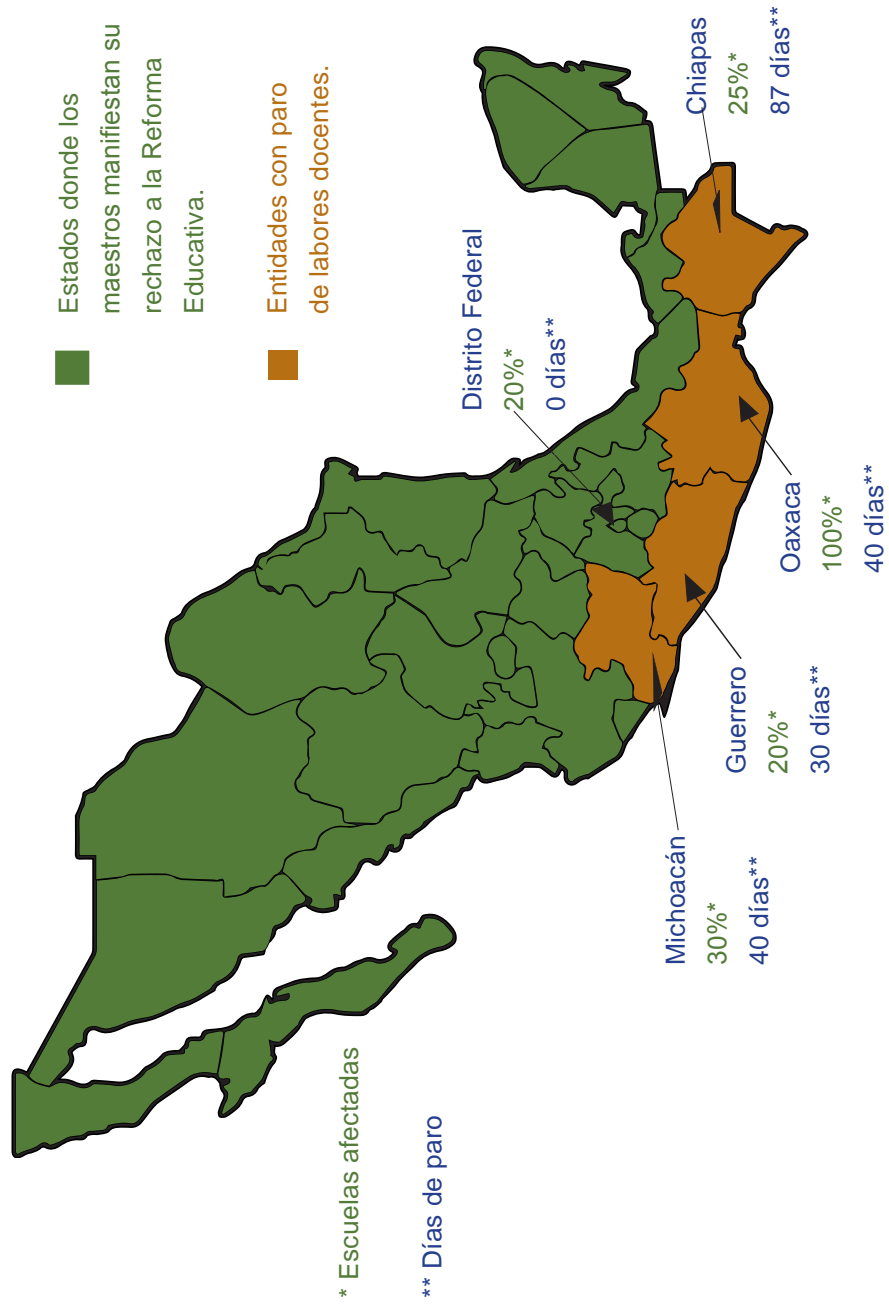 Estados donde los
maestros manifiestan su
rechazo a la Reforma
Educativa.
Entidades con paro
de labores docentes.
Distrito Federal
20%*
0 días**
Chiapas
25%*
87 días**
Michoacán
30%*
40 días**
Guerrero
20%*
30 días**
Oaxaca
100%*
40 días**
* Escuelas afectadas
** Días de paro